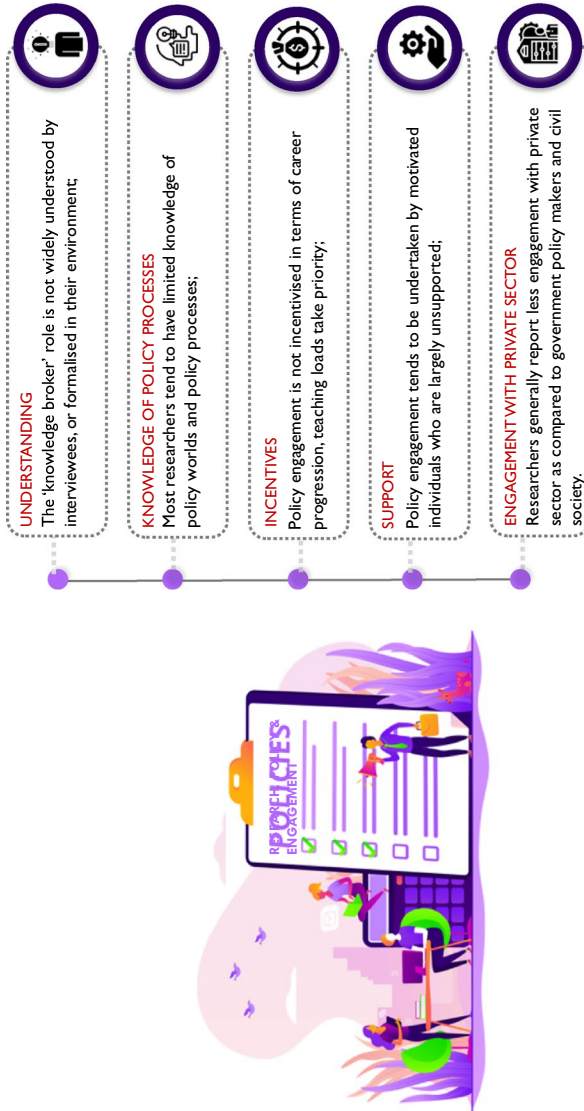 RESEARCH, POLICY &
ENGAGEMENT
POLICIES
UNDERSTANDING
The 'knowledge broker' role is not widely understood by
interviewees, or formalised in their environment;
KNOWLEDGE OF POLICY PROCESSES
Most researchers tend to have limited knowledge of
policy worlds and policy processes;
INCENTIVES
Policy engagement is not incentivised in terms of career
progression, teaching loads take priority;
SUPPORT
Policy engagement tends to be undertaken by motivated
individuals who are largely unsupported;
ENGAGEMENT WITH PRIVATE SECTOR
Researchers generally report less engagement with private
sector as compared to government policy makers and civil
society.